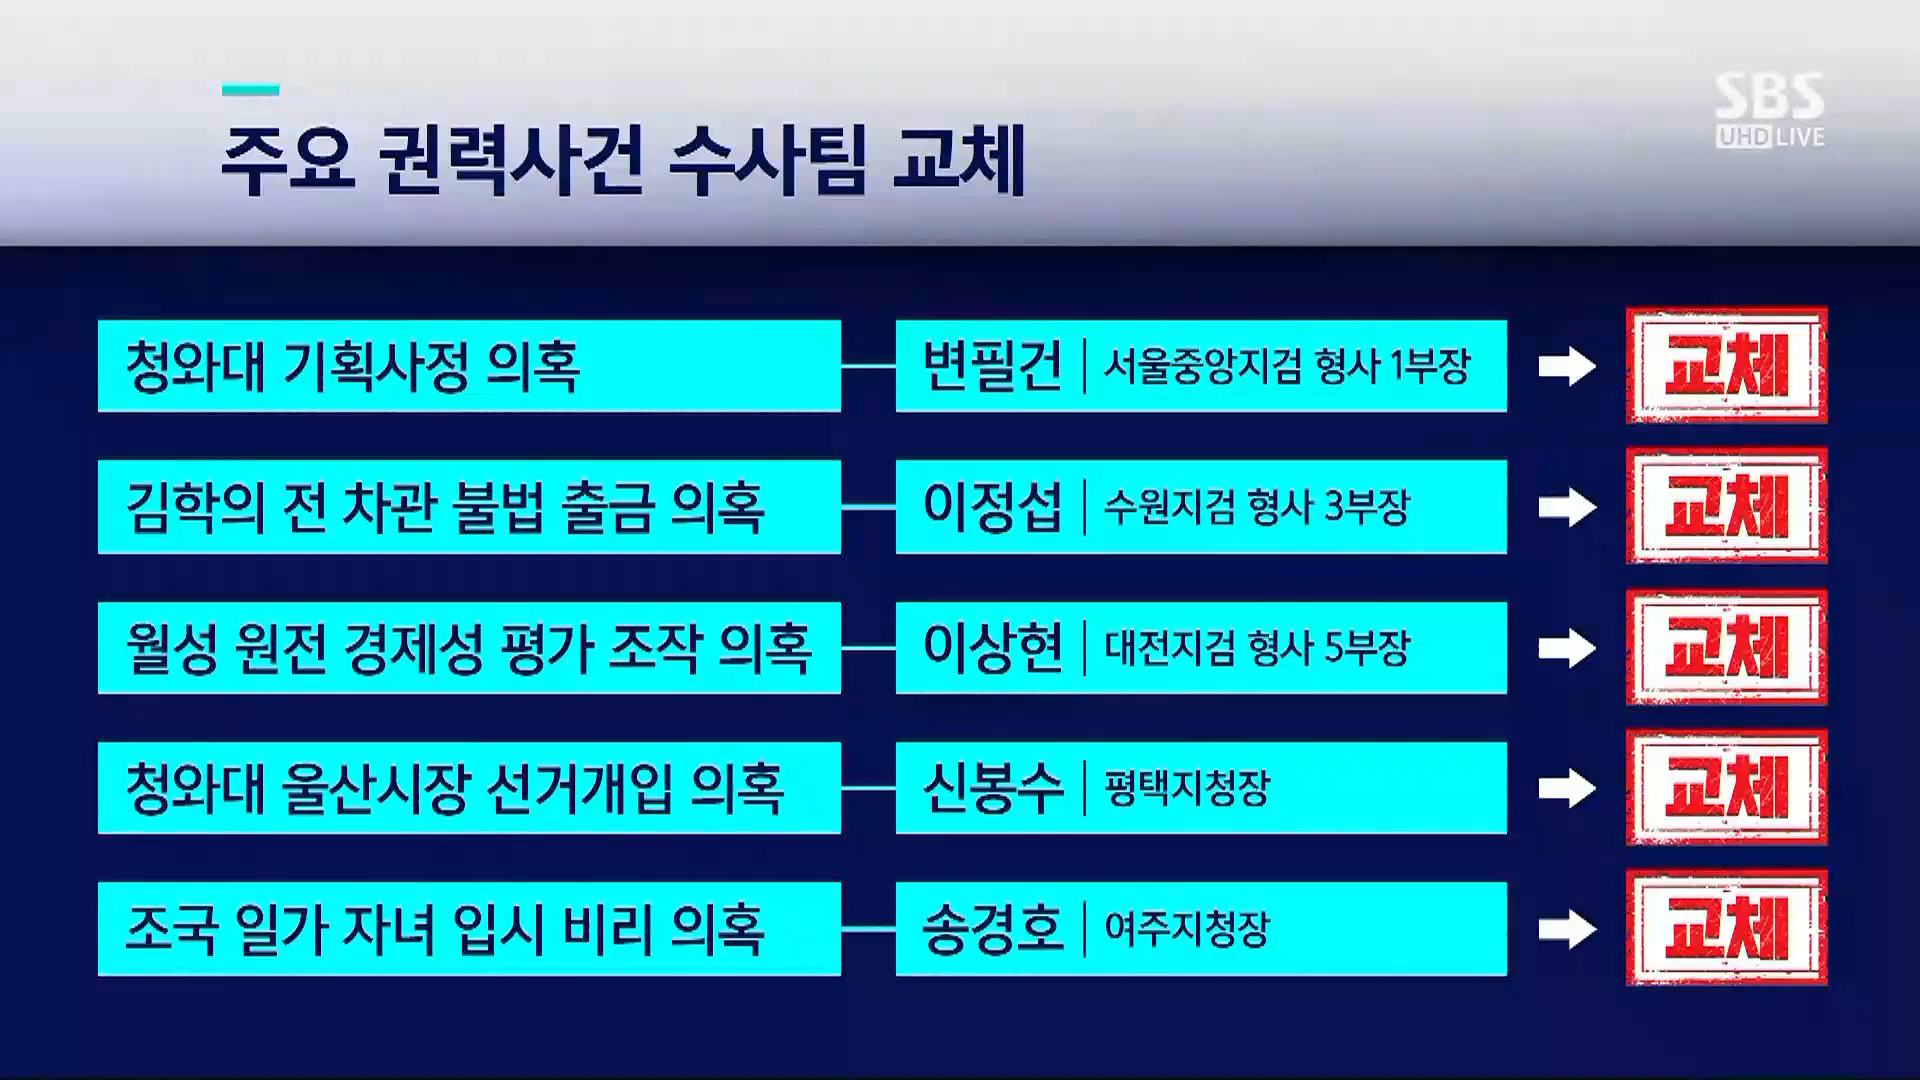 SBS
UHD LIVE
주요 권력사건 수사팀 교체
청와대 기획사정 의혹 변필건 서울중앙지검 형사 1부장 교체
김학의 전 차관 불법 출금 의혹 이정섭 수원지검 형사 3부장 교체
월성 원전 경제성 평가 조작 의혹 이상현 대전지검 형사 5부장 교체
청와대 울산시장 선거개입 의혹 신봉수 평택지청장 교체
조국 일가 자녀 입시 비리 의혹 송경호 여주지청장 교체